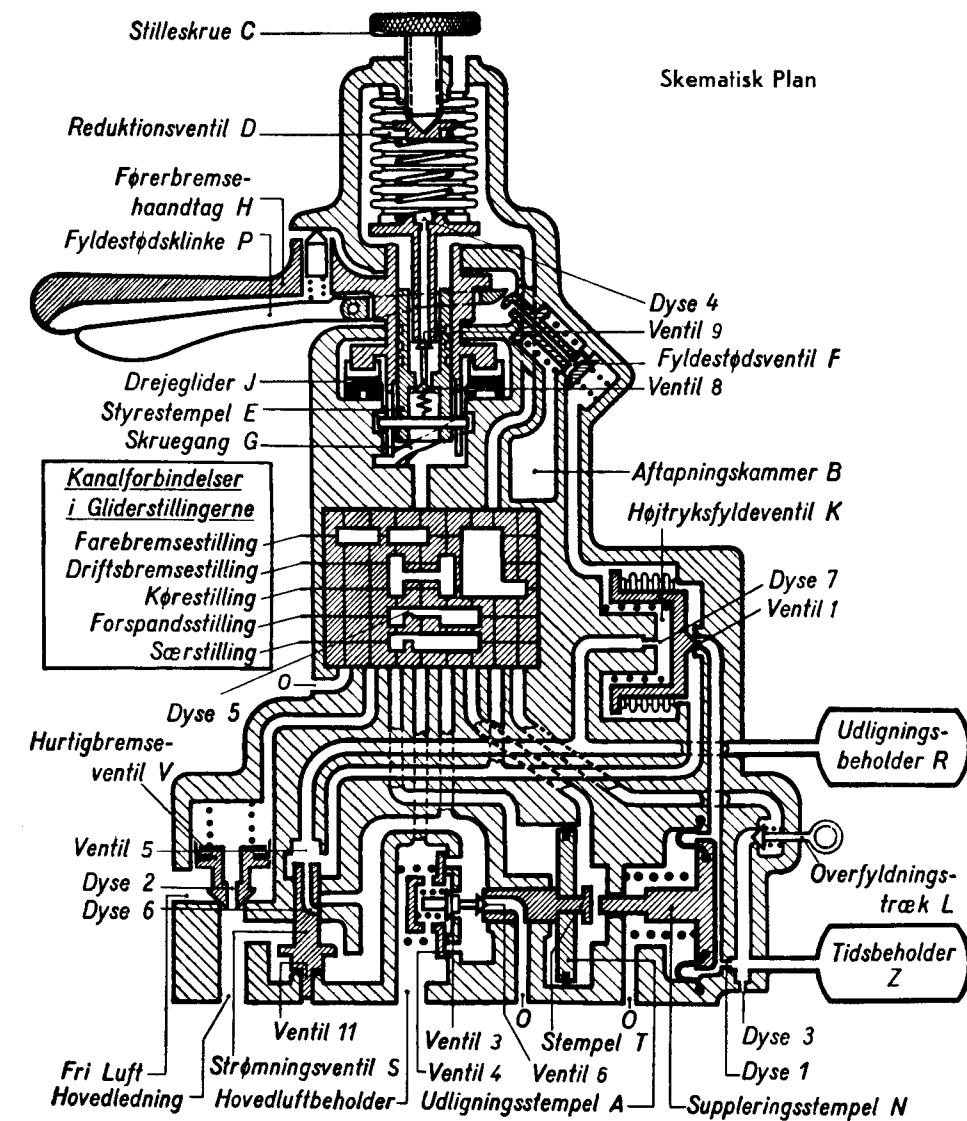 Stilleskrue C
Skematisk Plan
Reduktionsventil D
Førerbremse-
haandtag H
Fyldestødsklinke P
Dyse 4
Ventil 9
Fyldestødsventil F
Ventil 8
Drejeglider J
Styrestempel E
Skruegang G
Aftapningskammer B
Højtryksfyldeventil K
Kanalforbindelser
i Gliderstillingerne
Farebremsestilling
Driftsbremsestilling
Kørestilling
Forspandsstilling
Særstilling
Dyse 7
Ventil 1
O
Dyse 5
Hurtigbremse-
ventil V
Udlignings-
beholder R
Ventil 5
Dyse 2
Dyse 6
Overfyldnings-
træk L
Tidsbeholder
Z
O
O
Ventil 11
Ventil 3
Stempel T
Dyse 3
Fri Luft
Strømningsventil S
Ventil 4
Ventil 6
Dyse 1
Hovedledning
Hovedluftbeholder
Udligningsstempel A
Suppleringsstempel N